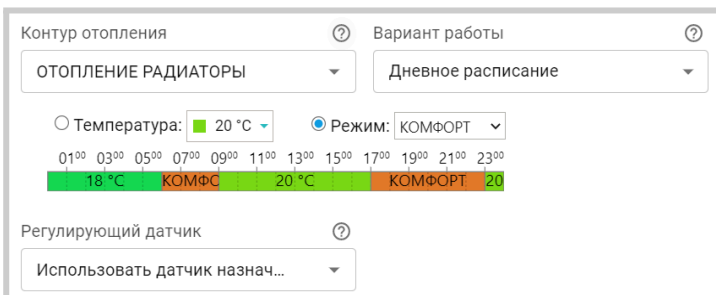 Контур отопления
Вариант работы
ОТОПЛЕНИЕ РАДИАТОРЫ
Дневное расписание
Температура: 20 °C
Режим: КОМФОРТ
01⁰⁰ 03⁰⁰ 05⁰⁰ 07⁰⁰ 09⁰⁰ 11⁰⁰ 13⁰⁰ 15⁰⁰ 17⁰⁰ 19⁰⁰ 21⁰⁰ 23⁰⁰
18 °C КОМФС 20 °C КОМФОРТ 20
Регулирующий датчик
Использовать датчик назнач...